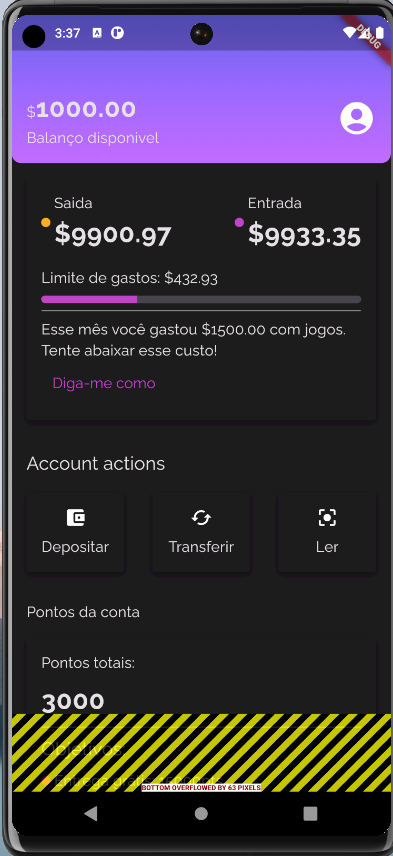 3:37
DEBUG
$1000.00
Balanço disponivel
Saida
Entrada
$9900.97
$9933.35
Limite de gastos: $432.93
Esse mês você gastou $1500.00 com jogos.
Tente abaixar esse custo!
Diga-me como
Account actions
Depositar
Transferir
Ler
Pontos da conta
Pontos totais:
3000
Objetivos
Entrega grátis:
BOTTOM OVERFLOWED BY 63 PIXELS